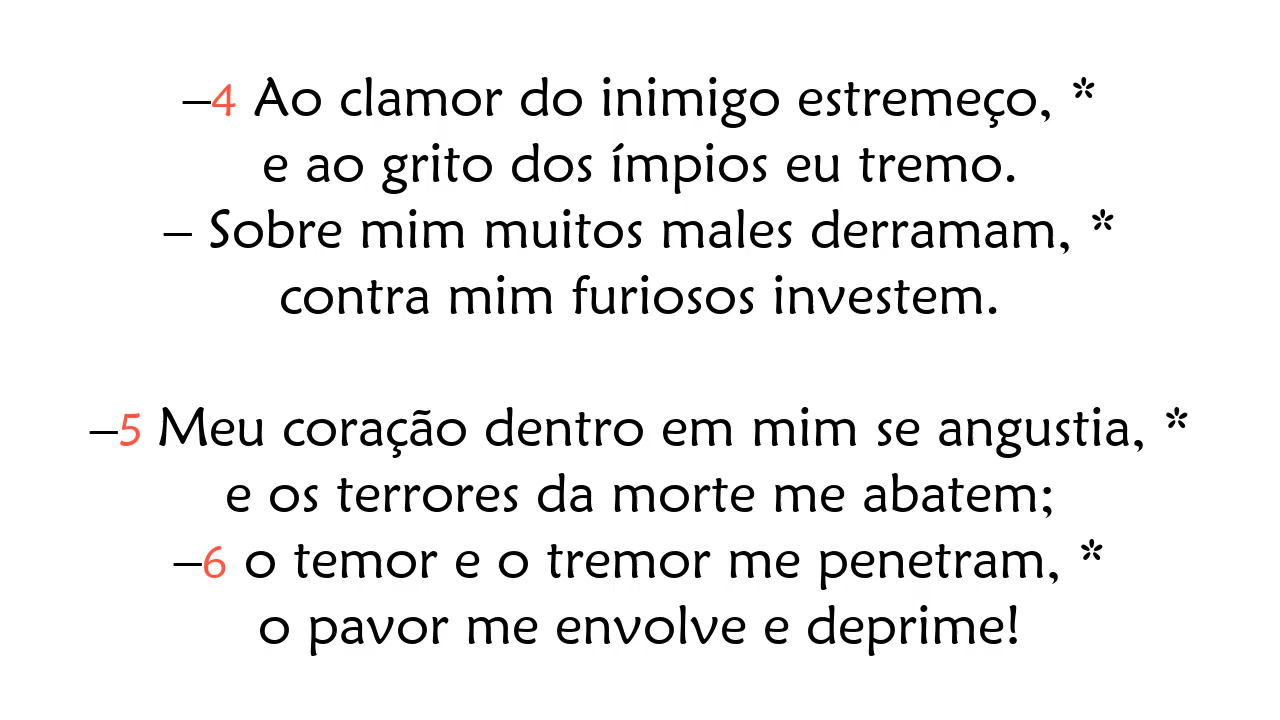 –4 Ao clamor do inimigo estremeço, *
e ao grito dos ímpios eu tremo.
– Sobre mim muitos males derramam, *
contra mim furiosos investem.
–5 Meu coração dentro em mim se angustia, *
e os terrores da morte me abatem;
–6 o temor e o tremor me penetram, *
o pavor me envolve e deprime!